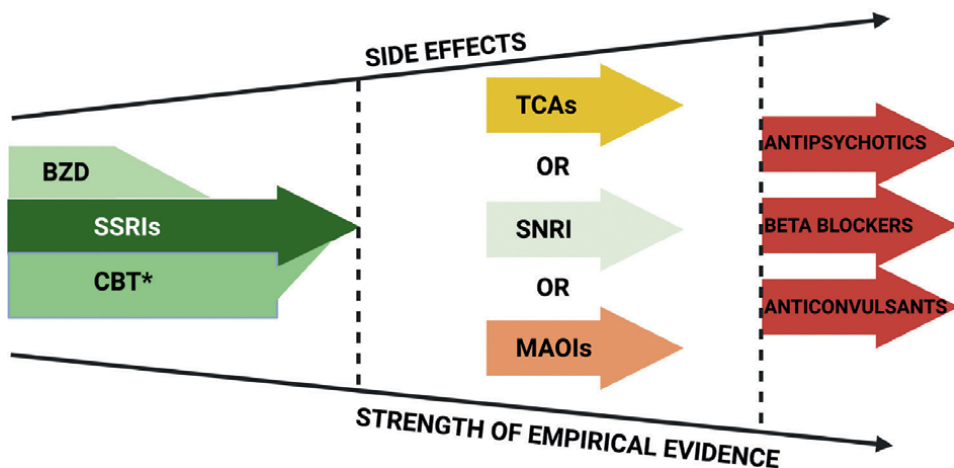 SIDE EFFECTS
BZD
SSRIs
CBT*
TCAs
OR
SNRI
OR
MAOIs
ANTIPSYCHOTICS
BETA BLOCKERS
ANTICONVULSANTS
STRENGTH OF EMPIRICAL EVIDENCE